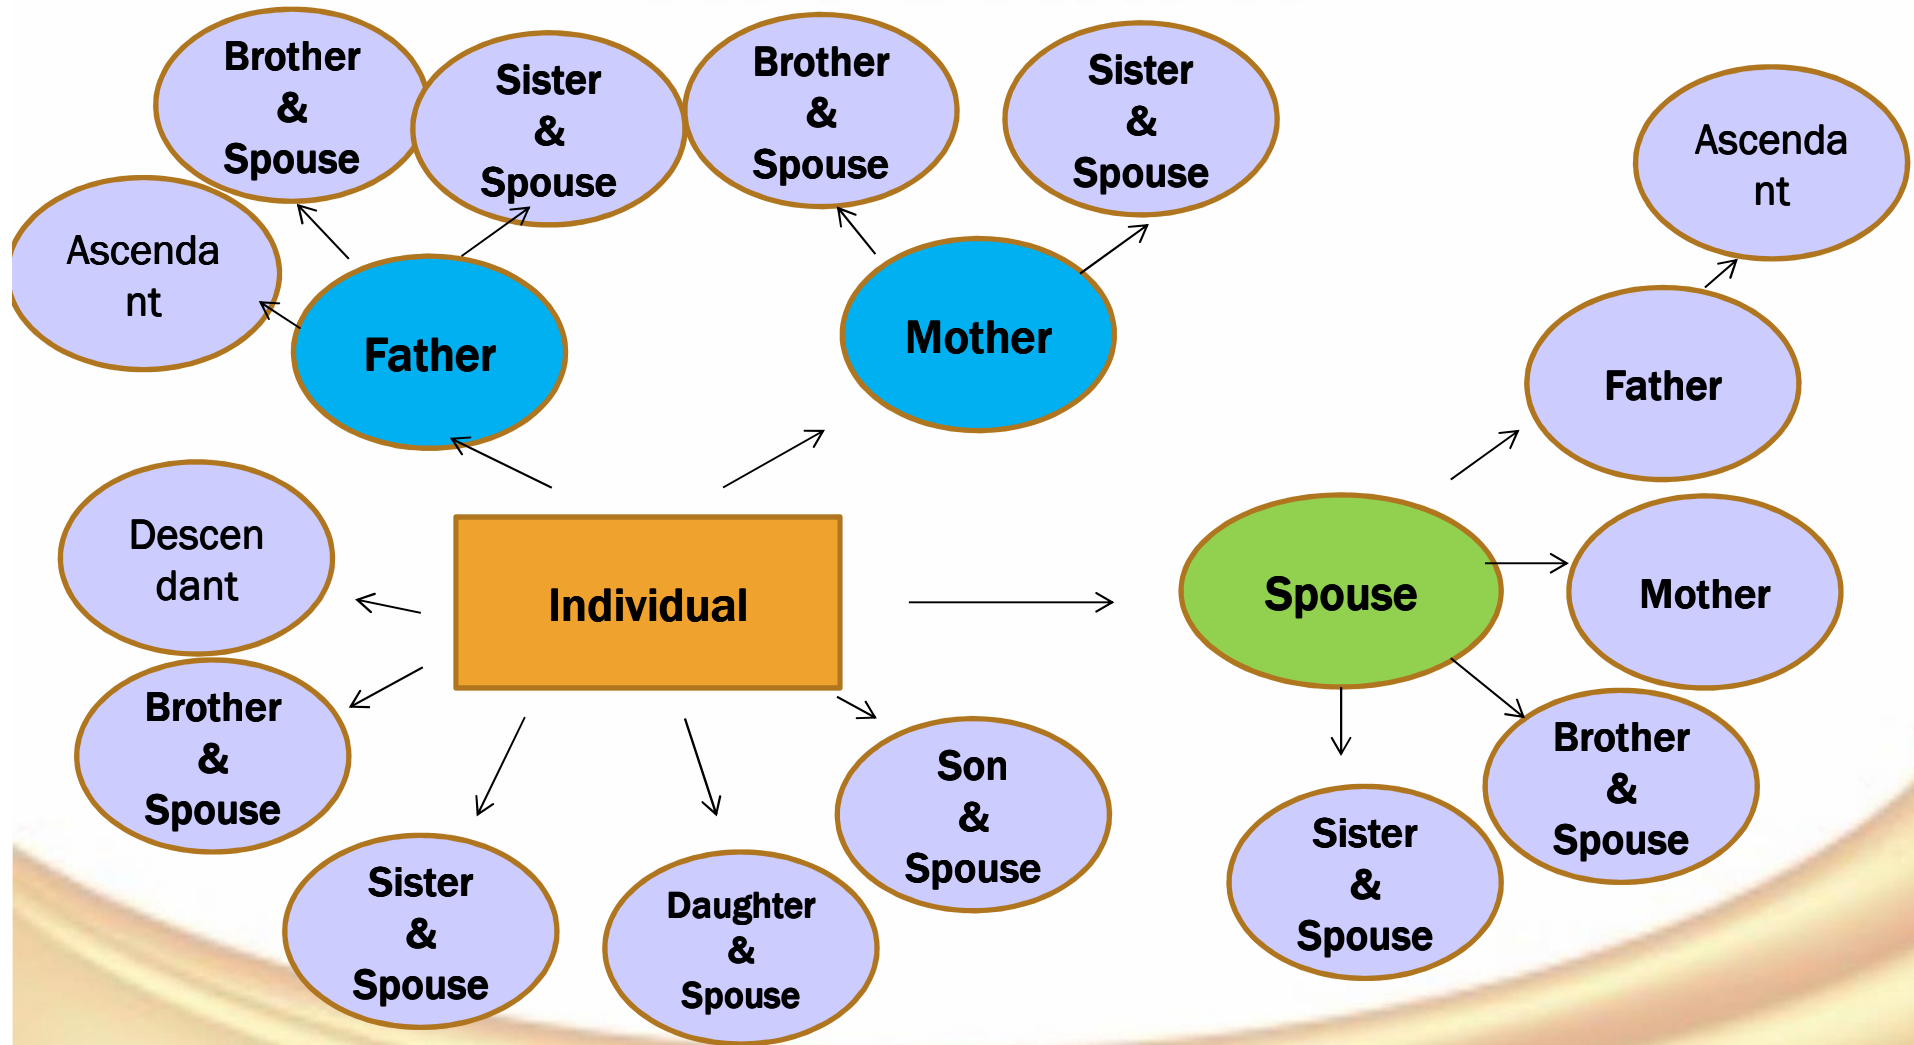 Brother
&
Spouse
Sister
&
Spouse
Brother
&
Spouse
Sister
&
Spouse
Ascenda
nt
Ascenda
nt
Father
Mother
Father
Descen
dant
Individual
Spouse
Mother
Brother
&
Spouse
Son
&
Spouse
Brother
&
Spouse
Sister
&
Spouse
Daughter
&
Spouse
Sister
&
Spouse